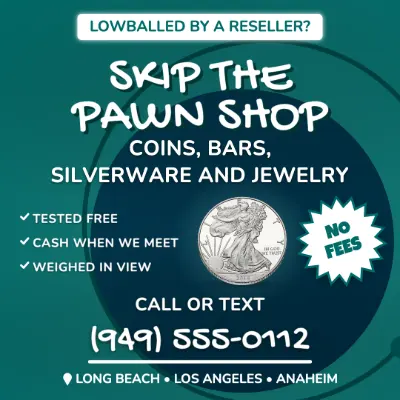 LOWBALLED BY A RESELLER?
SKIP THE
PAWN SHOP
COINS, BARS,
SILVERWARE AND JEWELRY
TESTED FREE
CASH WHEN WE MEET
WEIGHED IN VIEW
NO
FEES
CALL OR TEXT
(949) 555-0112
LONG BEACH • LOS ANGELES • ANAHEIM